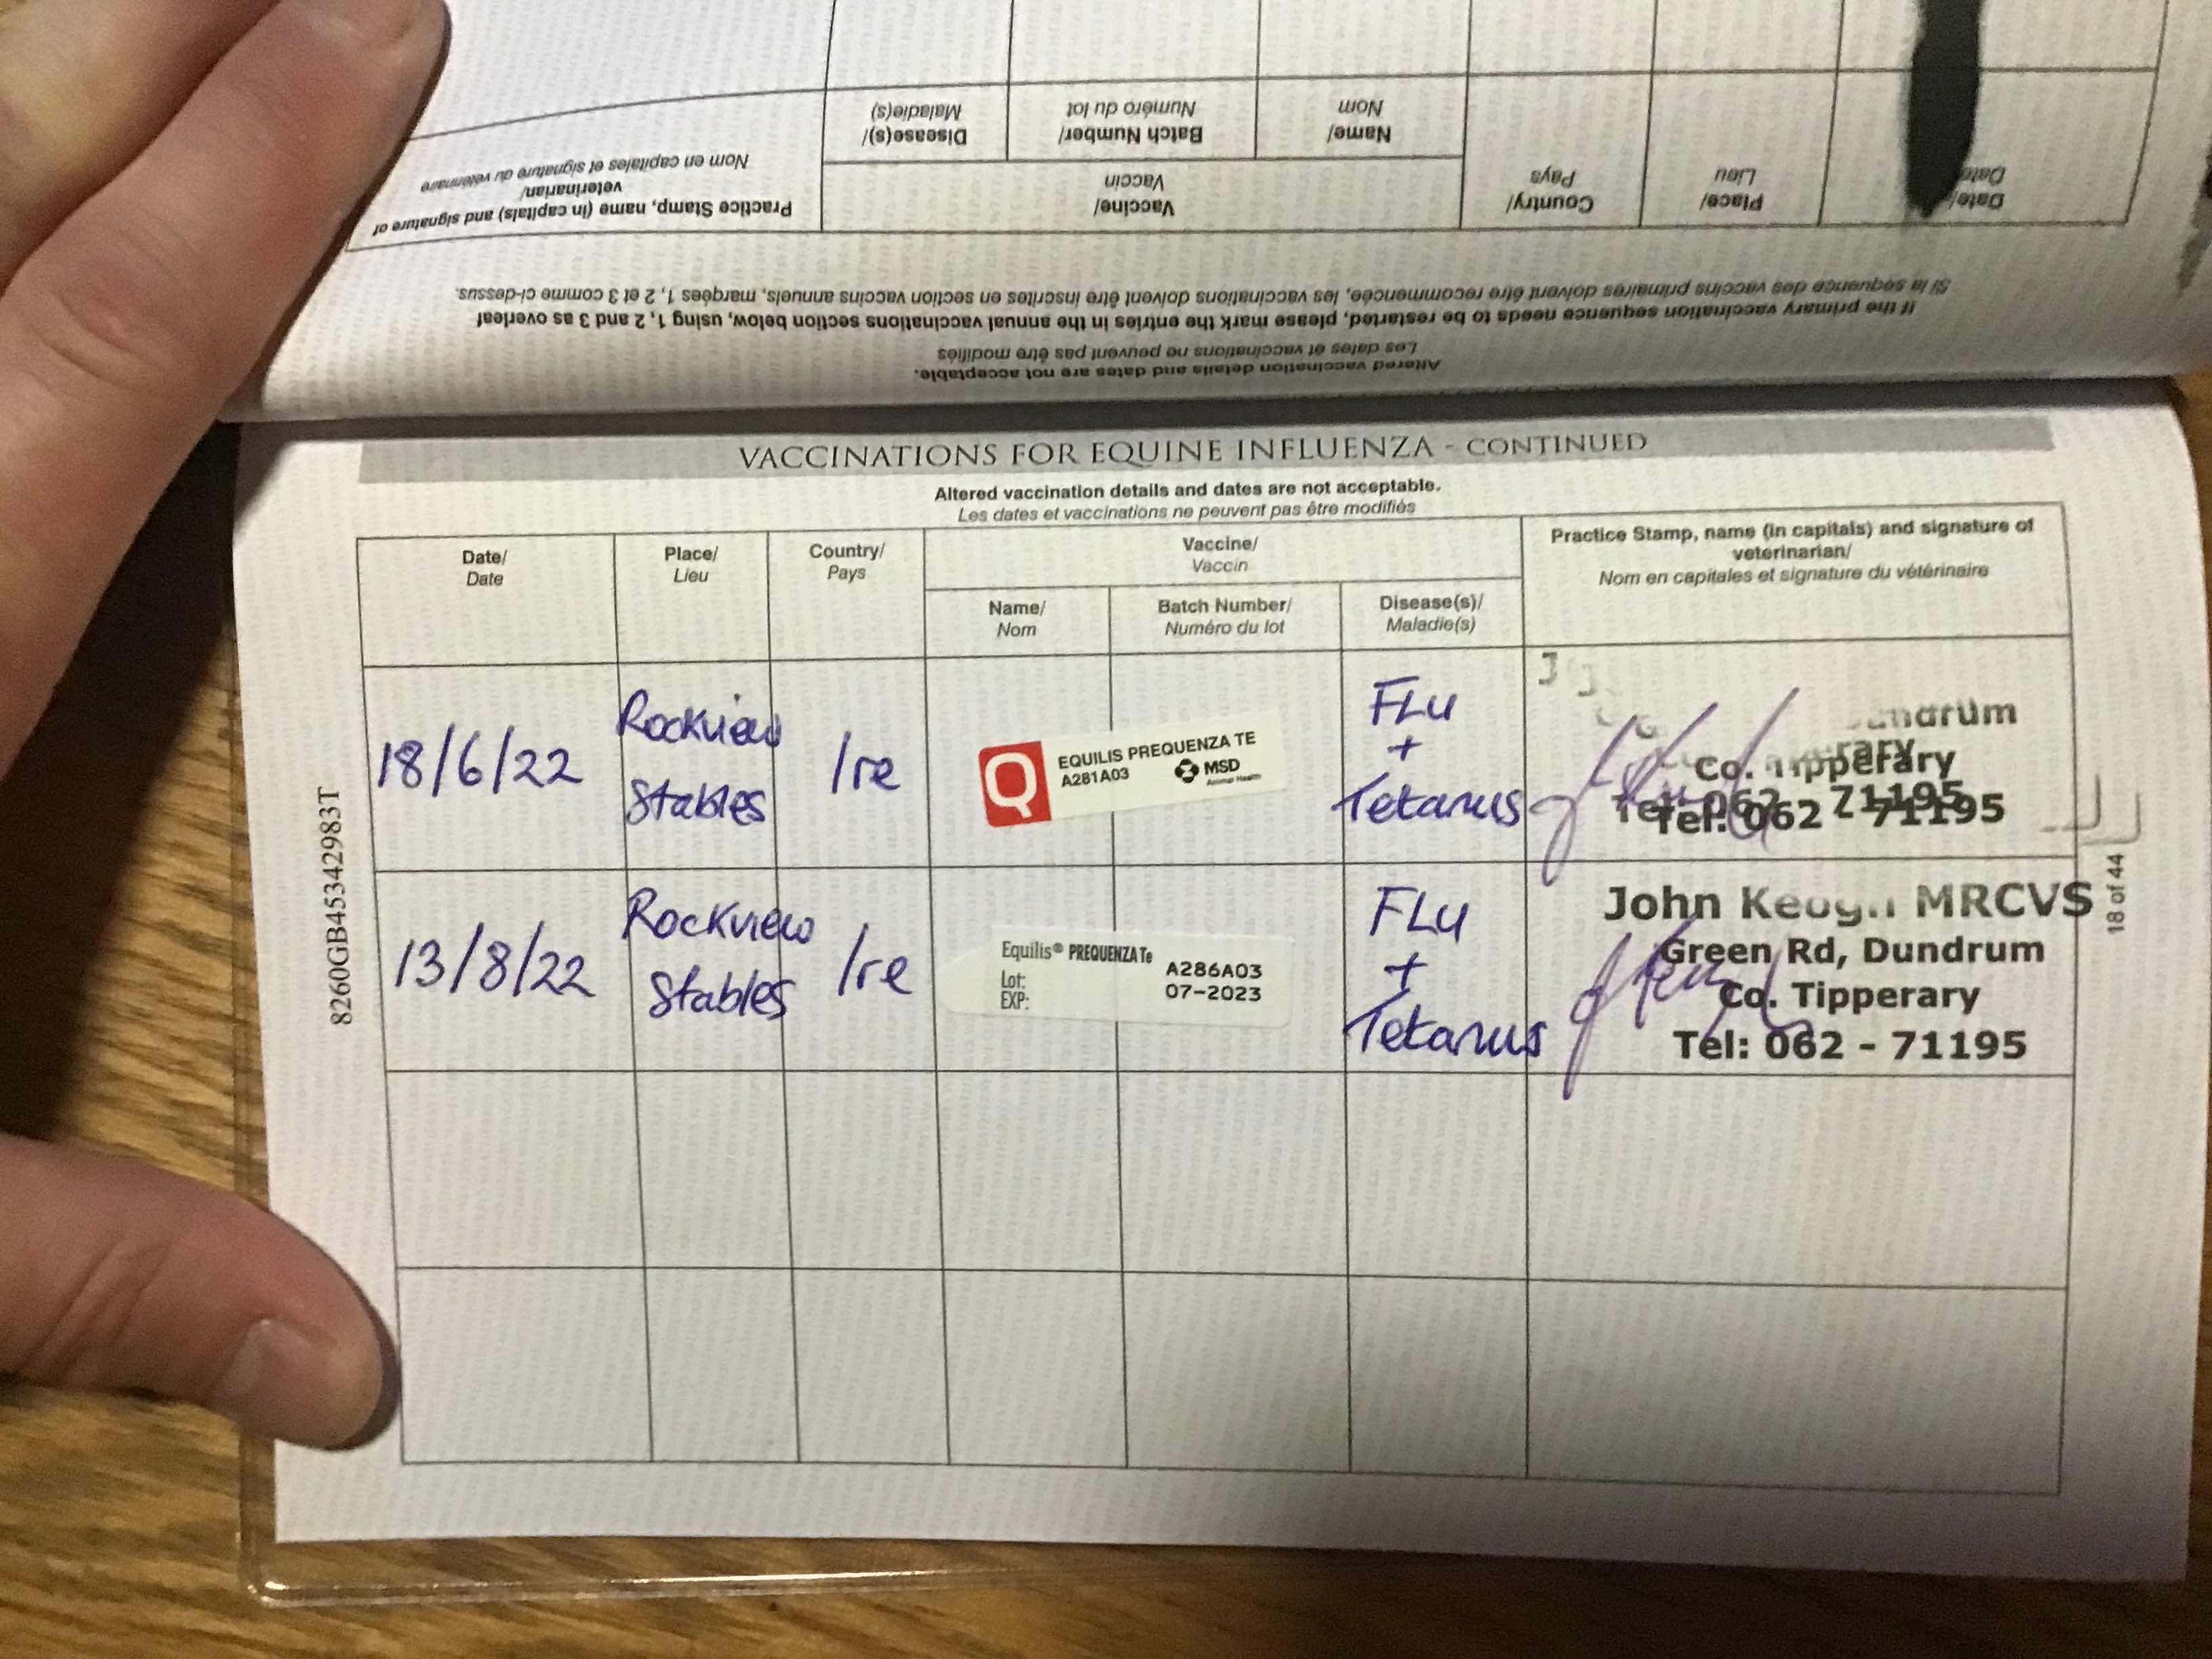 Date/
Date
Place/
Lieu
Country/
Pays
Vaccine/
Vaccin
Name/
Nom
Batch Number/
Numéro du lot
Disease(s)/
Maladie(s)
Practice Stamp, name (in capitals) and signature of
veterinarian/
Nom en capitales et signature du vétérinaire
If the primary vaccination sequence needs to be restarted, please mark the entries in the annual vaccinations section below, using 1, 2 and 3 as overleaf
Si la séquence des vaccins primaires doivent être recommencée, les vaccinations doivent être inscrites en section vaccins annuels, marqées 1, 2 et 3 comme ci-dessus.
Altered vaccination details and dates are not acceptable.
Les dates et vaccinations ne peuvent pas être modifiés
VACCINATIONS FOR EQUINE INFLUENZA - CONTINUED
Altered vaccination details and dates are not acceptable.
Les dates et vaccinations ne peuvent pas être modifiés
Date/
Date
Place/
Lieu
Country/
Pays
Vaccine/
Vaccin
Name/
Nom
Batch Number/
Numéro du lot
Disease(s)/
Maladie(s)
Practice Stamp, name (in capitals) and signature of
veterinarian/
Nom en capitales et signature du vétérinaire
18/6/22
Rockview
Stables
Ire
Q
EQUILIS PREQUENZA TE
A281A03
MSD
Animal Health
FLu
+
Tetanus
Dundrum
Co. Tipperary
Tel: 062 - 71195
13/8/22
Rockview
Stables
Ire
Equilis® PREQUENZA Te
Lot: A286A03
EXP: 07-2023
FLu
+
Tetanus
John Keogh MRCVS
Green Rd, Dundrum
Co. Tipperary
Tel: 062 - 71195
8260GB45342983T
18 of 44